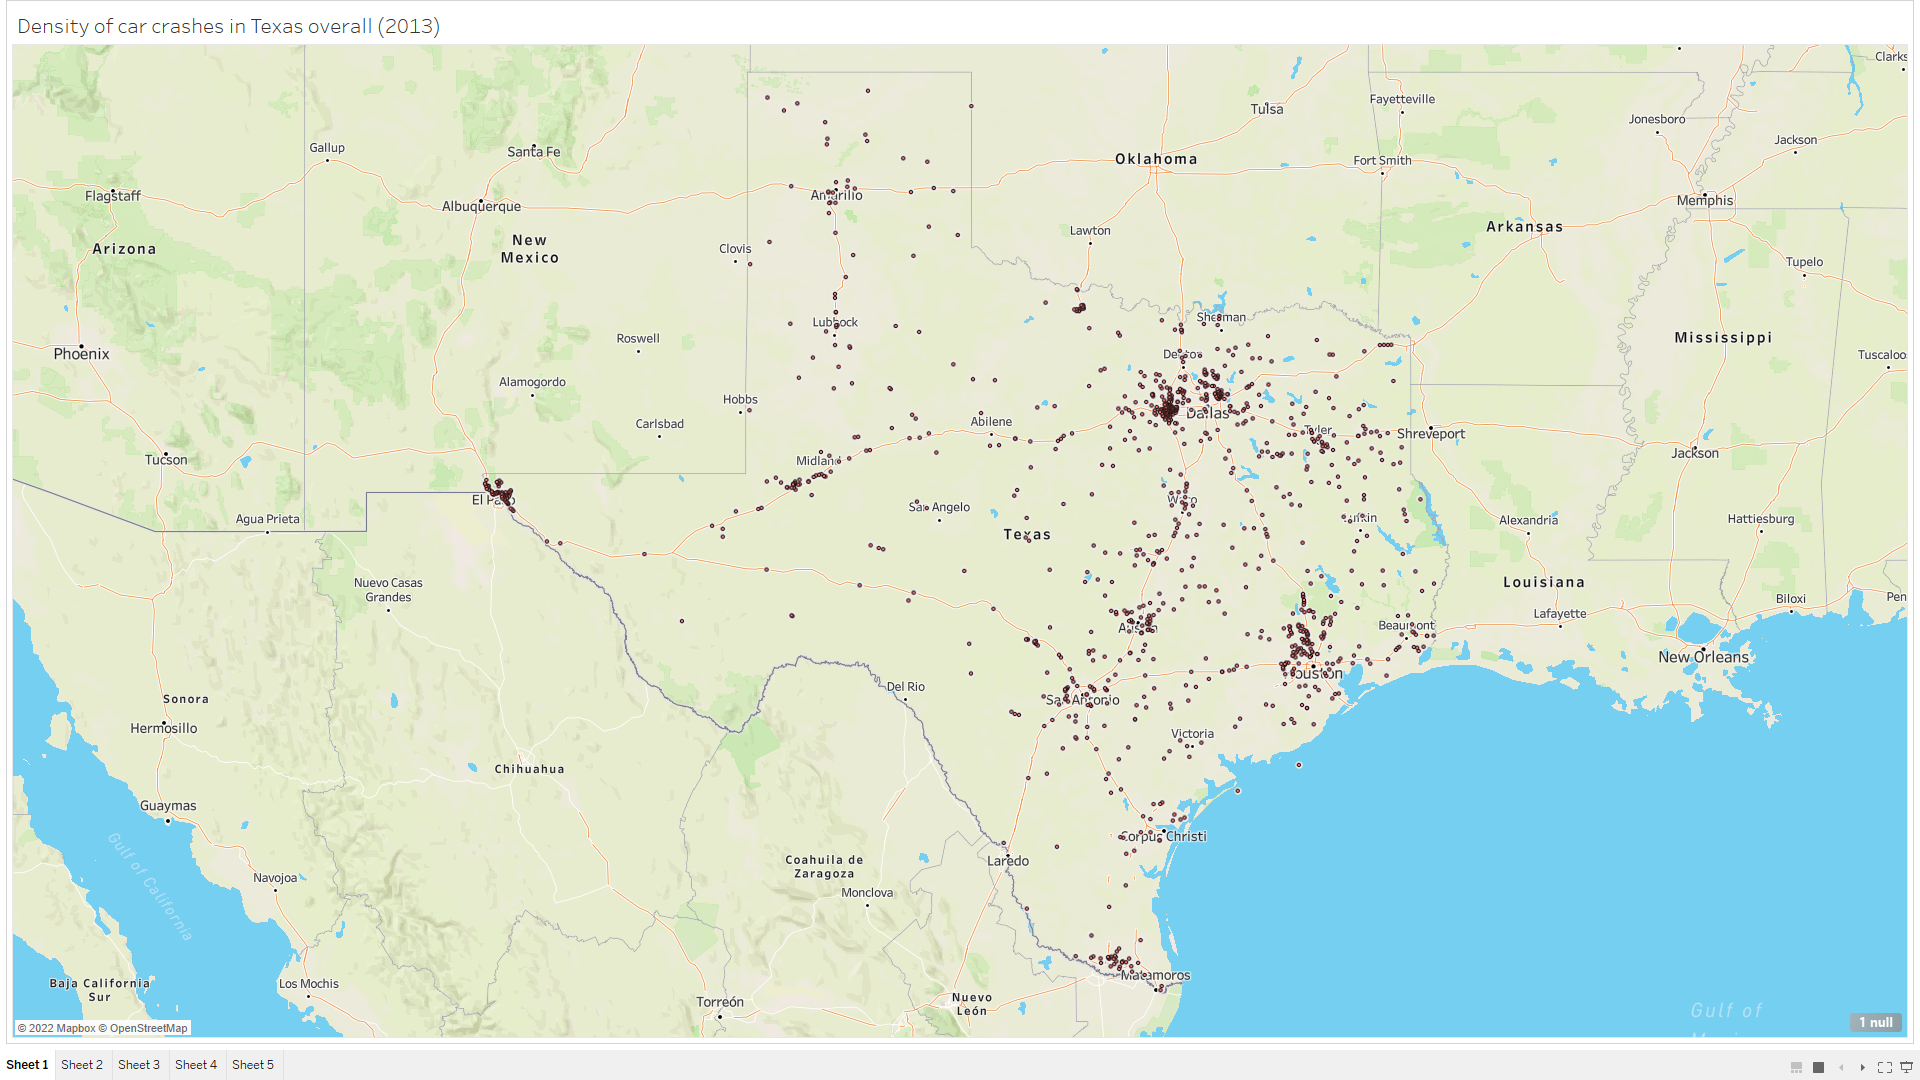 Density of car crashes in Texas overall (2013)
Clarks
Fayetteville
Tulsa
Jonesboro
Jackson
Gallup
Santa Fe
Oklahoma
Fort Smith
Flagstaff
Amarillo
Albuquerque
Memphis
Arkansas
Lawton
New
Mexico
Arizona
Clovis
Tupelo
Sherman
Lubbock
Roswell
Mississippi
Phoenix
Denton
Tuscaloo
Alamogordo
Hobbs
Dallas
Carlsbad
Abilene
Tyler
Shreveport
Jackson
Tucson
Midland
El Paso
Waco
San Angelo
Agua Prieta
Lufkin
Alexandria
Hattiesburg
Texas
Nuevo Casas
Grandes
Louisiana
Biloxi
Pen
Lafayette
Austin
Beaumont
New Orleans
Houston
Del Rio
Sonora
San Antonio
Hermosillo
Victoria
Chihuahua
Guaymas
Corpus Christi
Gulf of California
Coahuila de
Zaragoza
Laredo
Navojoa
Monclova
Matamoros
Baja California
Sur
Los Mochis
Torreón
Nuevo
León
Gulf of
© 2022 Mapbox © OpenStreetMap
1 null
Sheet 1 Sheet 2 Sheet 3 Sheet 4 Sheet 5